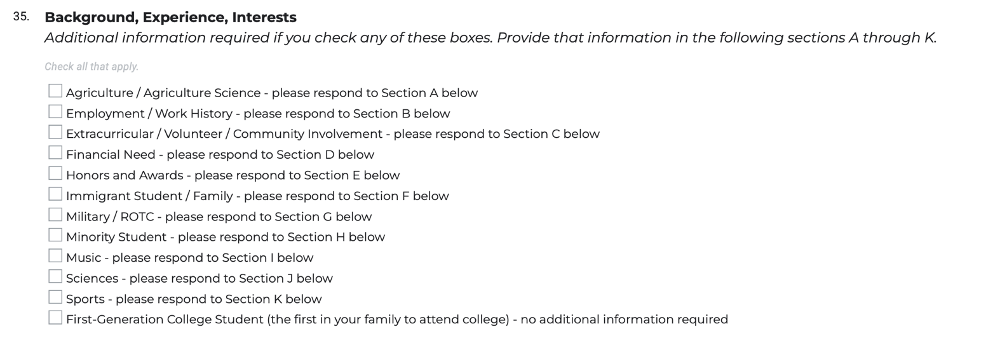 35. Background, Experience, Interests
Additional information required if you check any of these boxes. Provide that information in the following sections A through K.
Check all that apply.
Agriculture / Agriculture Science - please respond to Section A below
Employment / Work History - please respond to Section B below
Extracurricular / Volunteer / Community Involvement - please respond to Section C below
Financial Need - please respond to Section D below
Honors and Awards - please respond to Section E below
Immigrant Student / Family - please respond to Section F below
Military / ROTC - please respond to Section G below
Minority Student - please respond to Section H below
Music - please respond to Section I below
Sciences - please respond to Section J below
Sports - please respond to Section K below
First-Generation College Student (the first in your family to attend college) - no additional information required